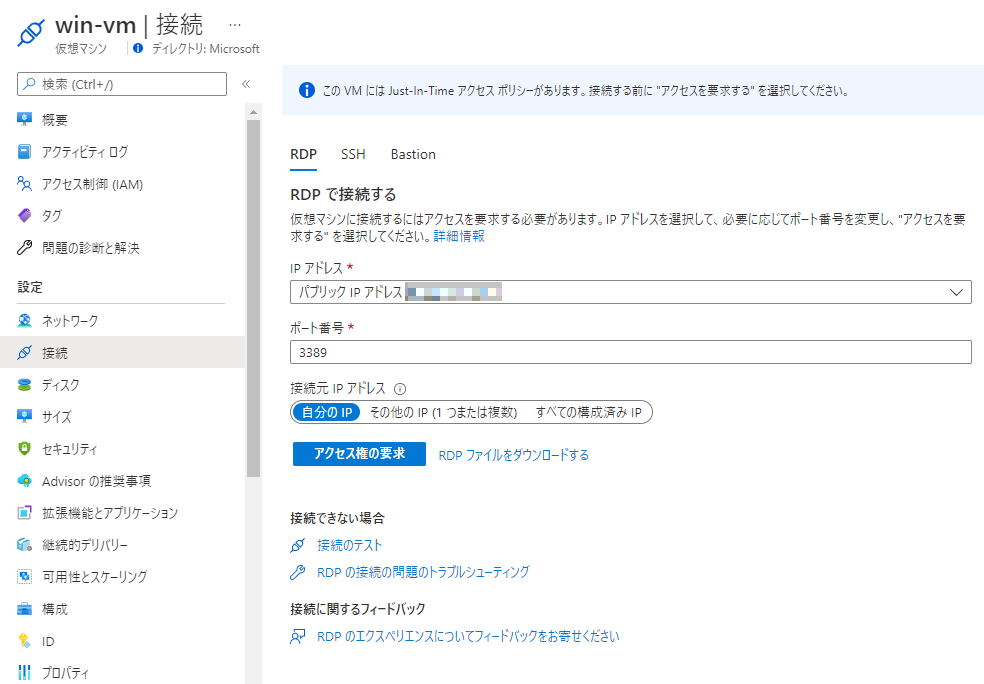 win-vm | 接続 …
仮想マシン
ディレクトリ: Microsoft
検索 (Ctrl+/)
«
概要
アクティビティ ログ
アクセス制御 (IAM)
タグ
問題の診断と解決
設定
ネットワーク
接続
ディスク
サイズ
セキュリティ
Advisor の推奨事項
拡張機能とアプリケーション
継続的デリバリー
可用性とスケーリング
構成
ID
プロパティ
この VM には Just-In-Time アクセス ポリシーがあります。接続する前に "アクセスを要求する" を選択してください。
RDP SSH Bastion
RDP で接続する
仮想マシンに接続するにはアクセスを要求する必要があります。IP アドレスを選択して、必要に応じてポート番号を変更し、"アクセスを要
求する" を選択してください。詳細情報
IP アドレス *
パブリック IP アドレス
ポート番号 *
3389
接続元 IP アドレス
自分の IP その他の IP (1 つまたは複数) すべての構成済み IP
アクセス権の要求 RDP ファイルをダウンロードする
接続できない場合
接続のテスト
RDP の接続の問題のトラブルシューティング
接続に関するフィードバック
RDP のエクスペリエンスについてフィードバックをお寄せください